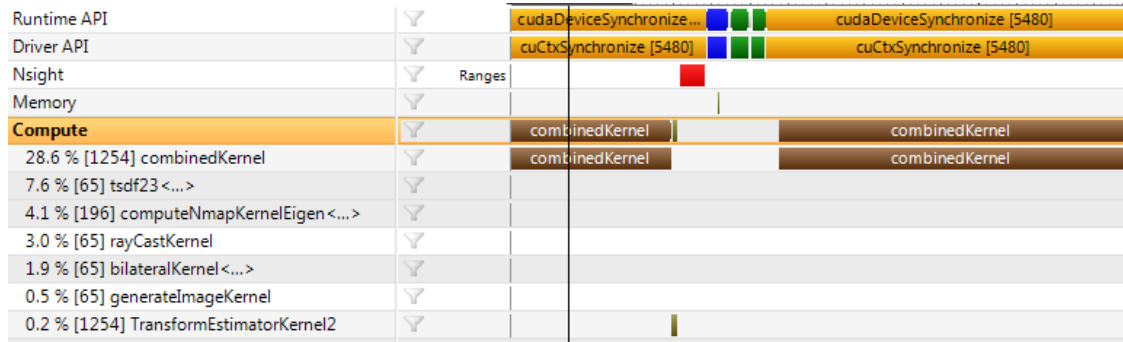 Runtime API cudaDeviceSynchronize... cudaDeviceSynchronize [5480]
Driver API cuCtxSynchronize [5480] cuCtxSynchronize [5480]
Nsight Ranges
Memory
Compute combinedKernel combinedKernel
28.6 % [1254] combinedKernel combinedKernel combinedKernel
7.6 % [65] tsdf23<...>
4.1 % [196] computeNmapKernelEigen<...>
3.0 % [65] rayCastKernel
1.9 % [65] bilateralKernel<...>
0.5 % [65] generateImageKernel
0.2 % [1254] TransformEstimatorKernel2